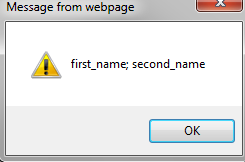 Message from webpage
first_name; second_name
OK